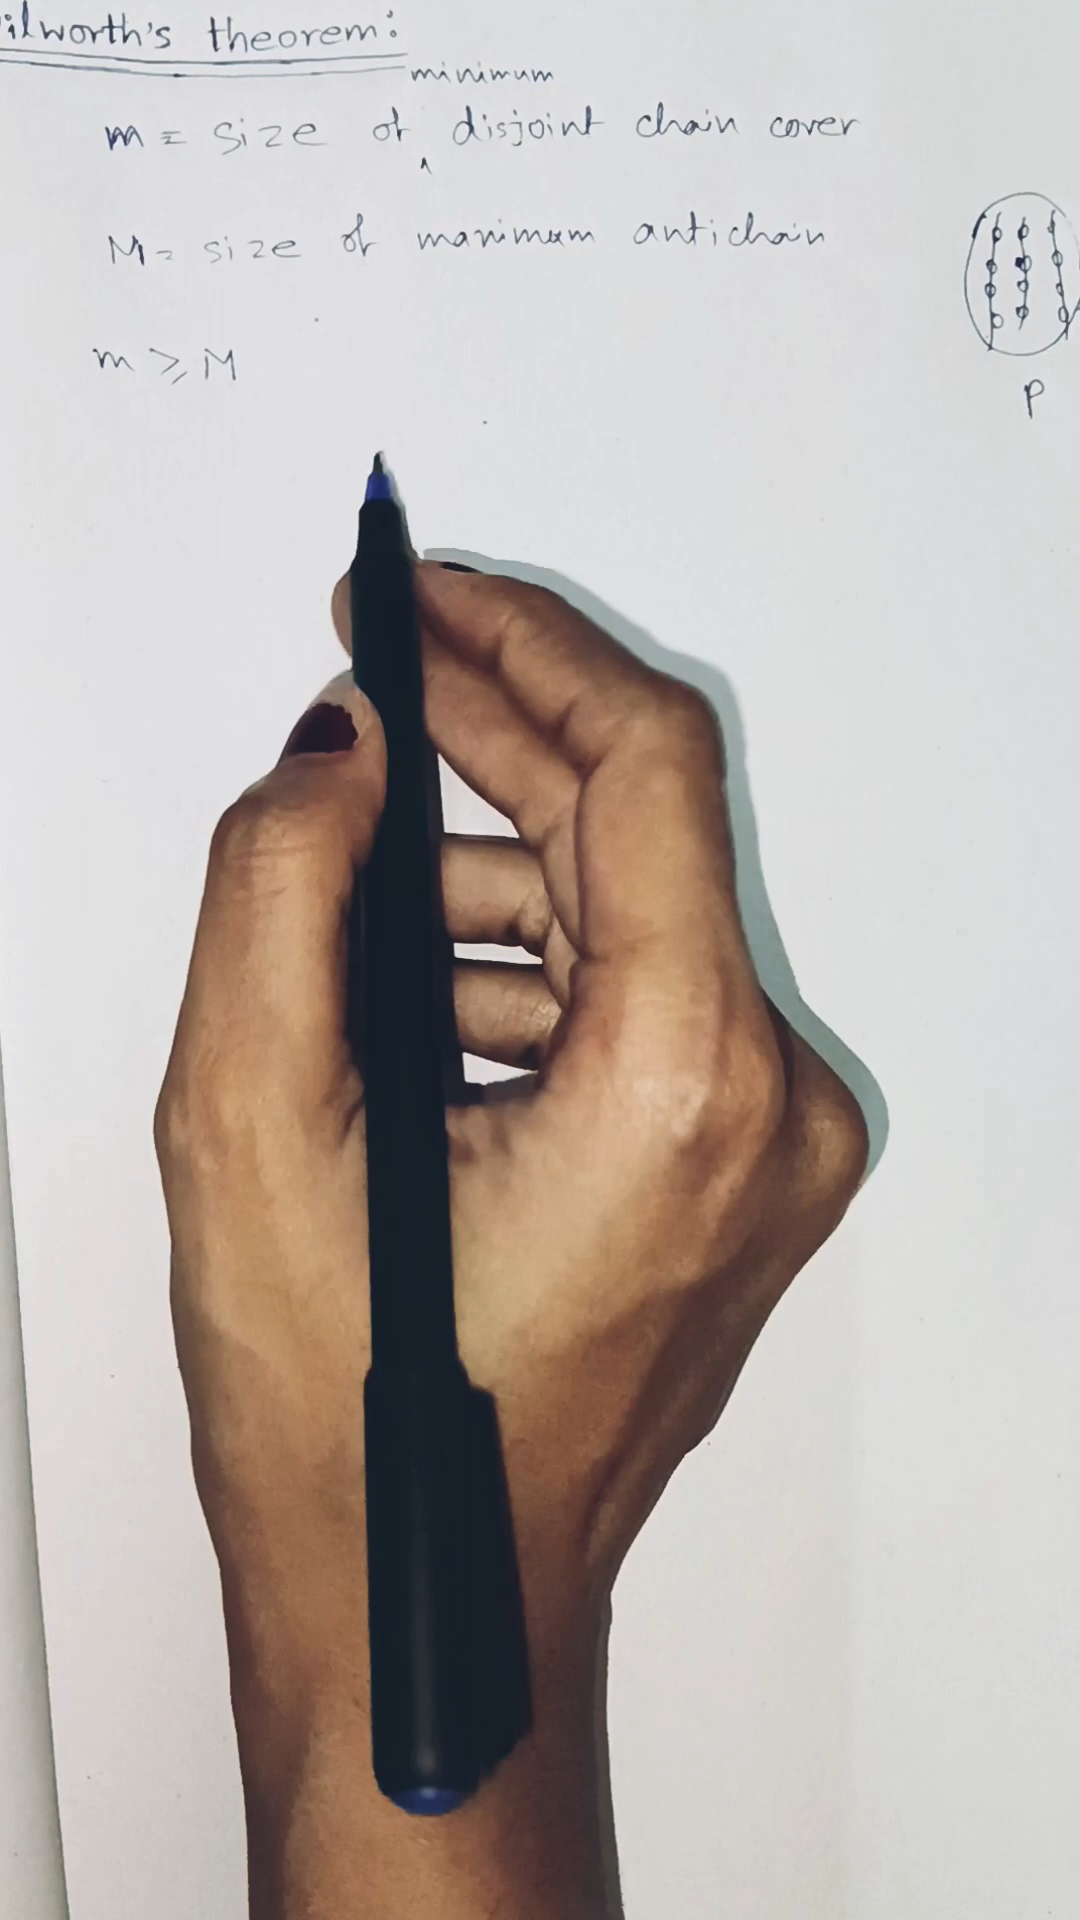 ilworth's theorem:
minimum
m = size of ‸ disjoint chain cover
M = size of maximum antichain
m ⩾ M
P